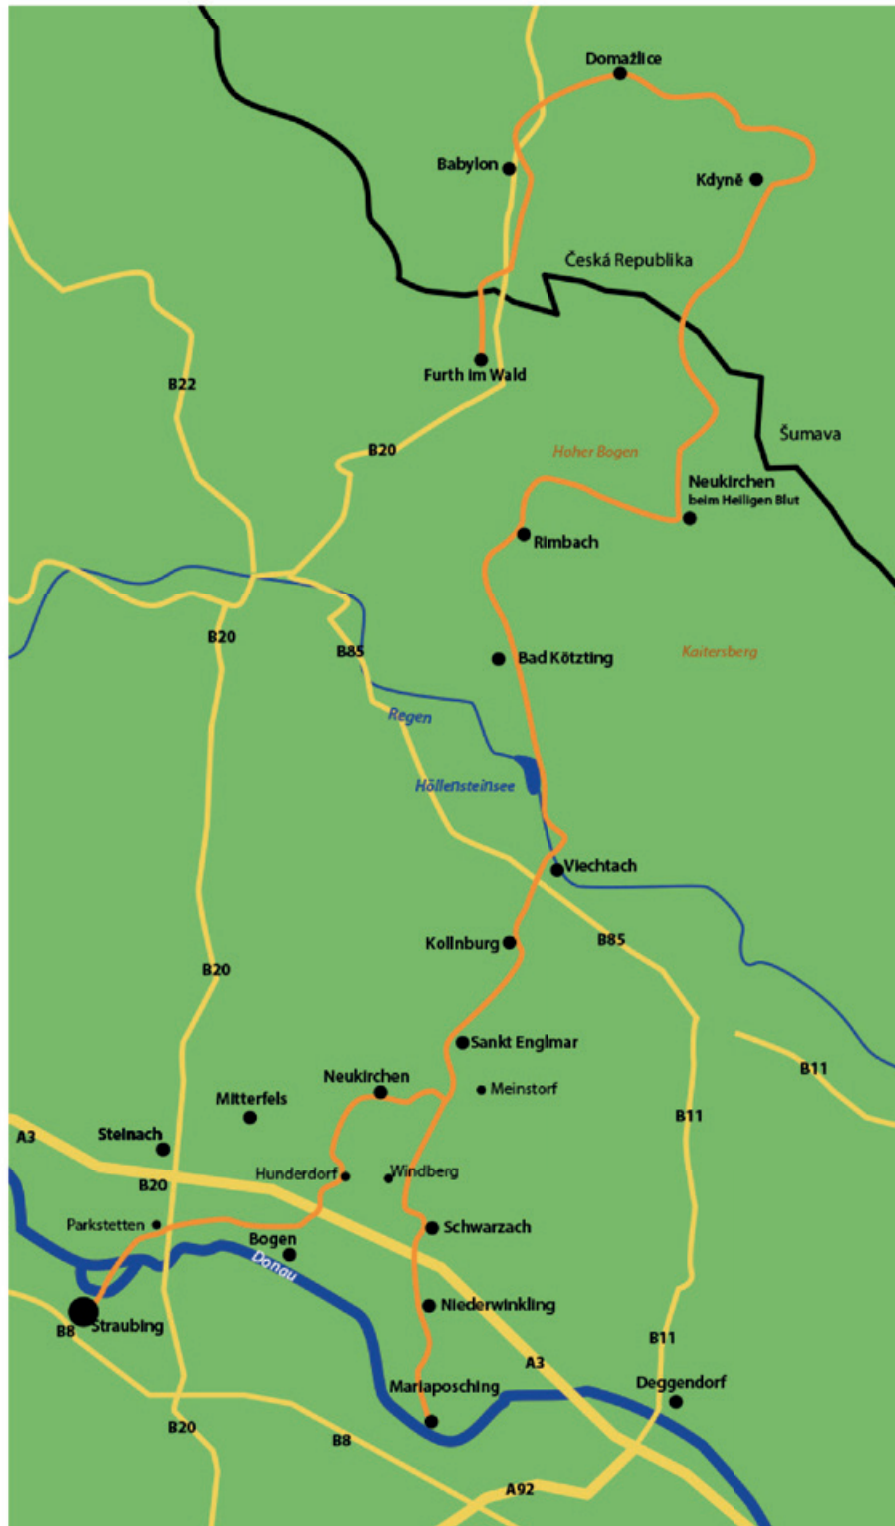 Domažlice
Babylon
Kdyně
Česká Republika
Furth im Wald
B22
Šumava
B20
Hoher Bogen
Neukirchen
beim Heiligen Blut
Rimbach
B20
B85
Bad Kötzting
Kaitersberg
Regen
Höllensteinsee
Viechtach
Kollnburg
B85
B20
Sankt Englmar
Neukirchen
Meinstorf
B11
Mitterfels
B11
A3
Steinach
Hunderdorf
Windberg
B20
Parkstetten
Bogen
Schwarzach
Donau
Niederwinkling
Straubing
B8
B11
A3
Mariaposching
Deggendorf
B20
B8
A92